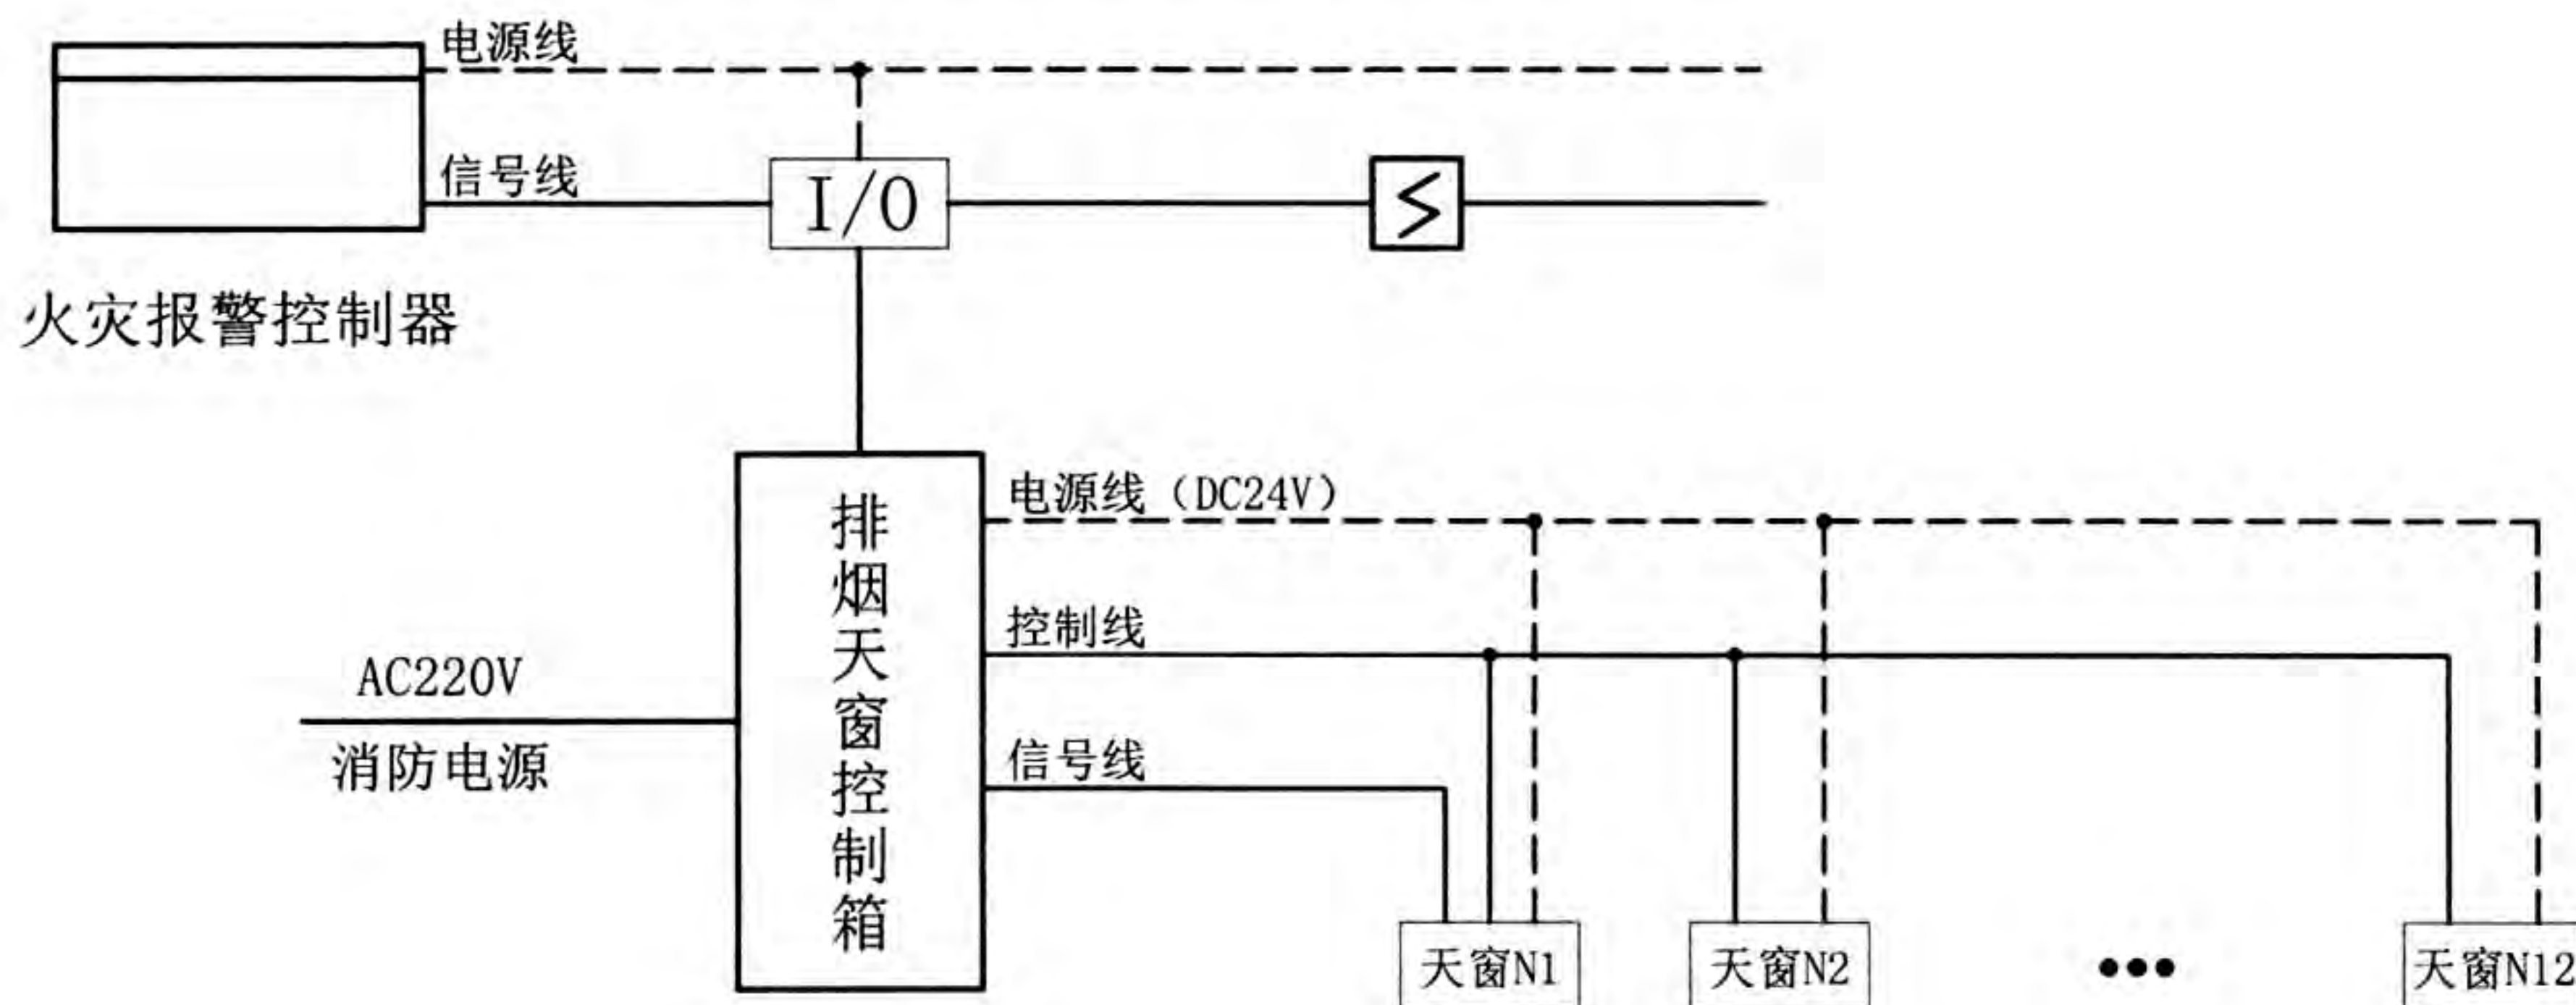 电源线
信号线
I/O
火灾报警控制器
排烟天窗控制箱
电源线（DC24V）
控制线
信号线
AC220V
消防电源
天窗N1
天窗N2
•••
天窗N12